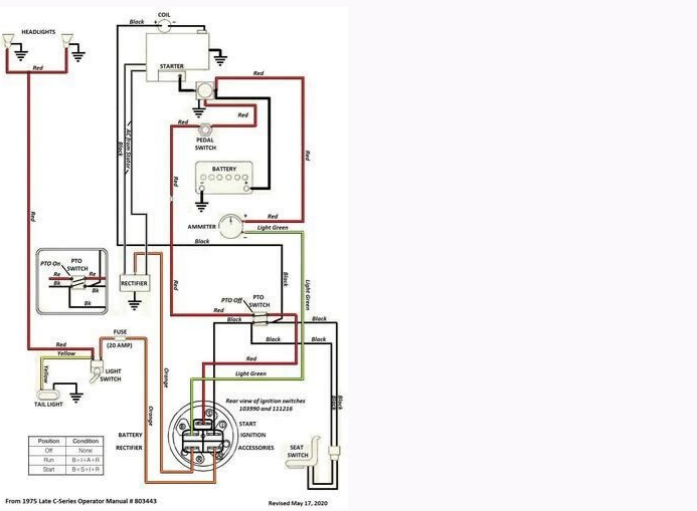 COIL
Black
+
−
HEADLIGHTS
Red
STARTER
Red
Red
Red
PEDAL
SWITCH
Black
Red
Red
BATTERY
Red
+
Red
AMMETER
Light Green
−
Black
PTO
SWITCH
PTO-On
Re
Re
Bk
Bk
Bk
RECTIFIER
Red
Black
Light Green
PTO-Off
PTO
SWITCH
Black
Black
FUSE
(20 AMP)
Black
Black
Red
Yellow
Red
Orange
LIGHT
SWITCH
Light Green
Yellow
TAIL LIGHT
Orange
Black
Black
Rear view of ignition switches
103990 and 111216
START
BATTERY
IGNITION
RECTIFIER
ACCESSORIES
SEAT
SWITCH
Position Condition
Off None
Run B+I+A+R
Start B+S+I+R
From 1975 Late C-Series Operator Manual # 803443
Revised May 17, 2020